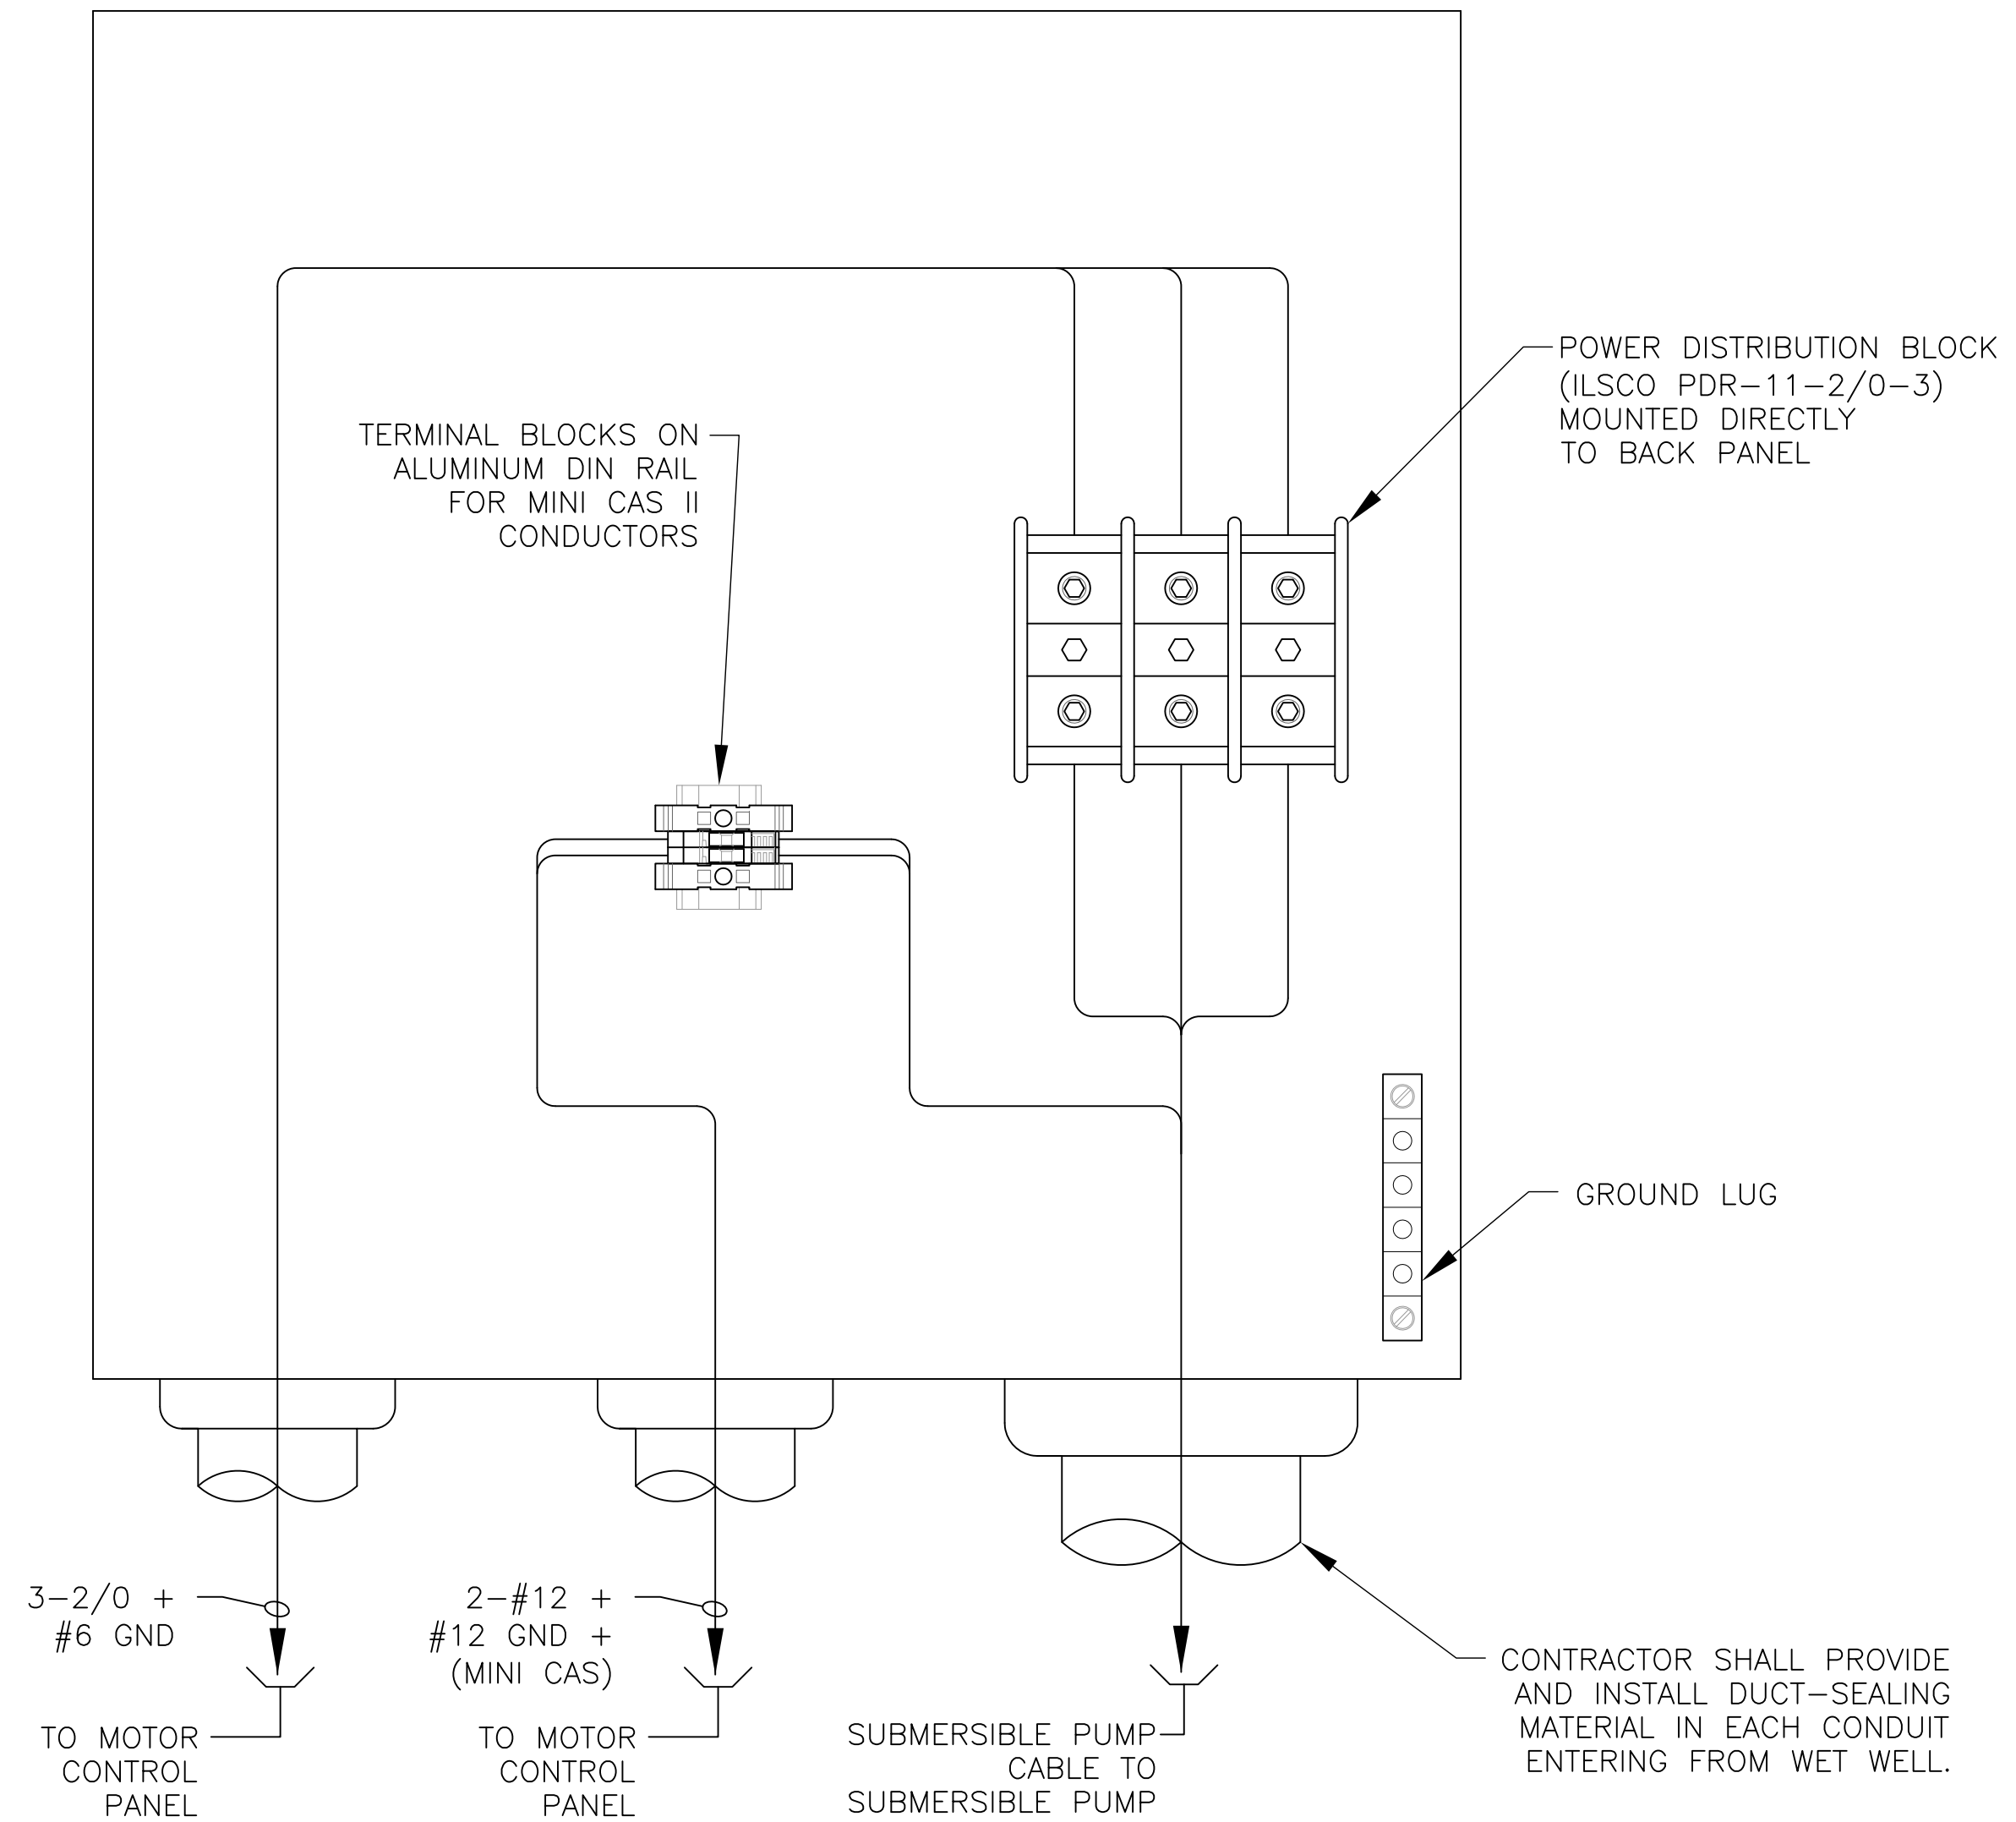 POWER DISTRIBUTION BLOCK
(ILSCO PDR-11-2/0-3)
MOUNTED DIRECTLY
TO BACK PANEL
TERMINAL BLOCKS ON
ALUMINUM DIN RAIL
FOR MINI CAS II
CONDUCTORS
GROUND LUG
3-2/0 +
#6 GND
TO MOTOR
CONTROL
PANEL
2-#12 +
#12 GND +
(MINI CAS)
TO MOTOR
CONTROL
PANEL
SUBMERSIBLE PUMP
CABLE TO
SUBMERSIBLE PUMP
CONTRACTOR SHALL PROVIDE
AND INSTALL DUCT-SEALING
MATERIAL IN EACH CONDUIT
ENTERING FROM WET WELL.